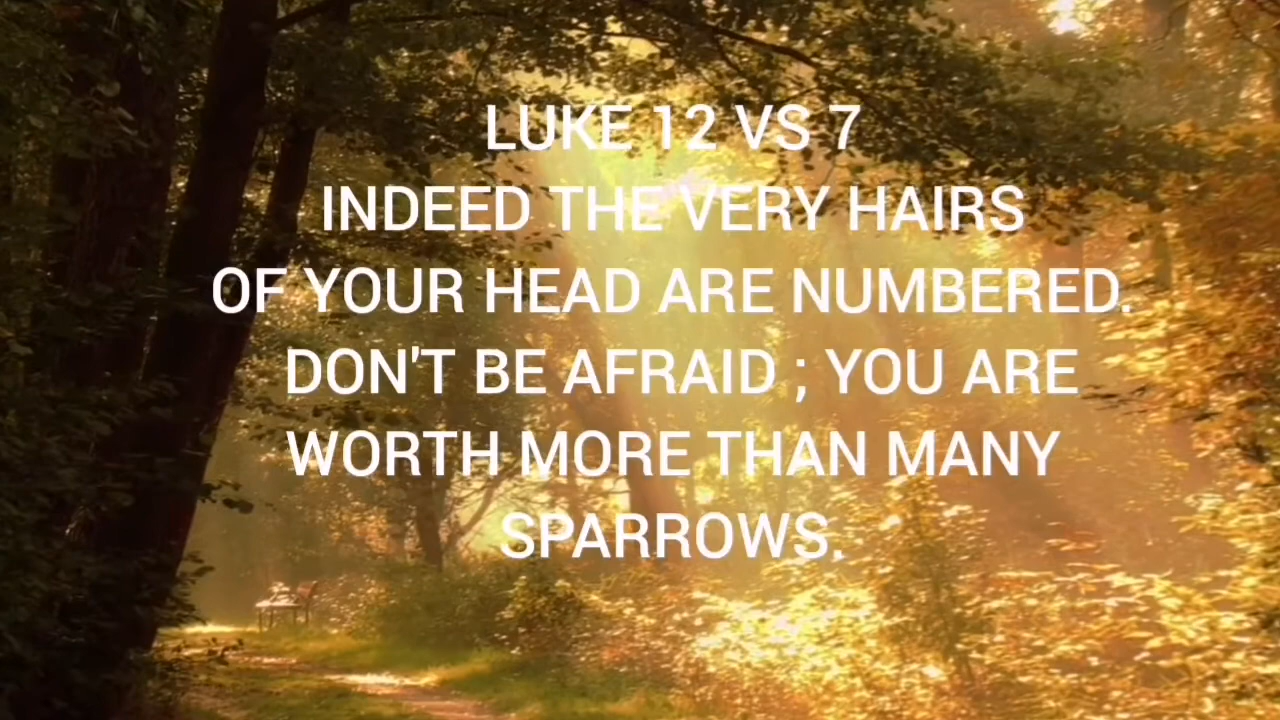 LUKE 12 VS 7
INDEED THE VERY HAIRS
OF YOUR HEAD ARE NUMBERED.
DON'T BE AFRAID ; YOU ARE
WORTH MORE THAN MANY
SPARROWS.